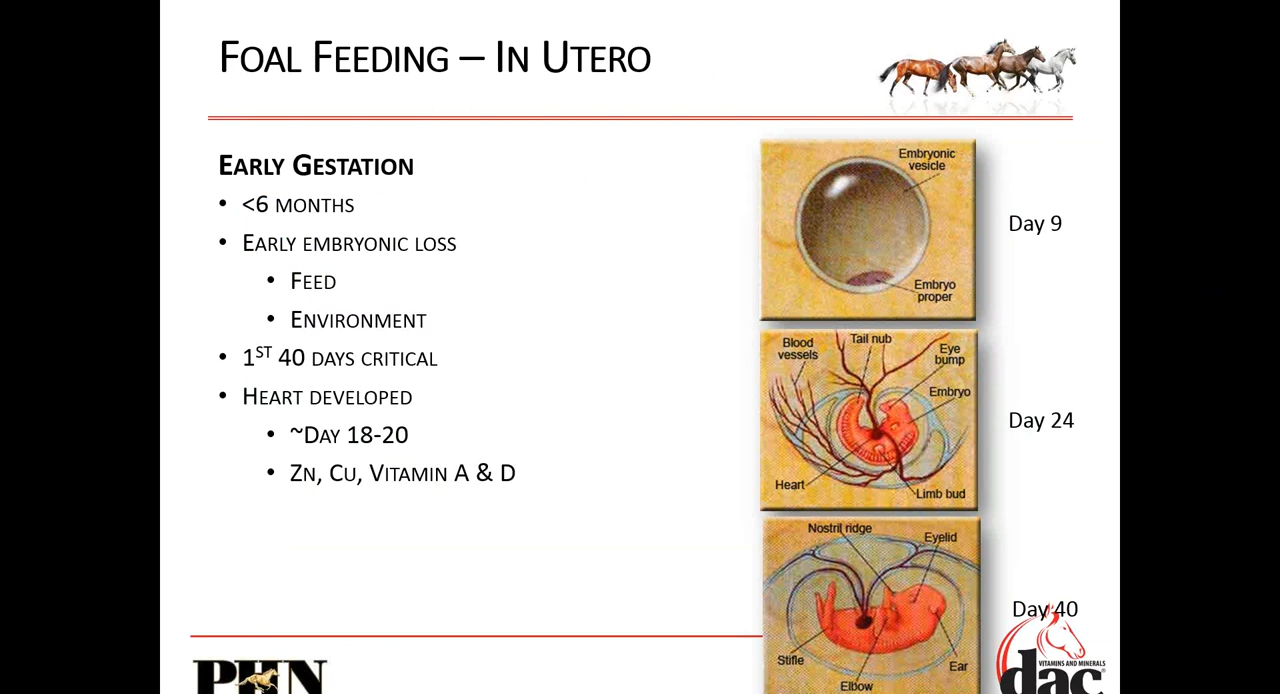 Foal Feeding – In Utero
Early Gestation
• <6 months
• Early embryonic loss
• Feed
• Environment
• 1st 40 days critical
• Heart developed
• ~Day 18-20
• Zn, Cu, Vitamin A & D
Embryonic
vesicle
Embryo
proper
Day 9
Blood
vessels
Tail nub
Eye
bump
Embryo
Heart
Limb bud
Day 24
Nostril ridge
Eyelid
Stifle
Elbow
Ear
Day 40
PHN
dac
VITAMINS AND MINERALS